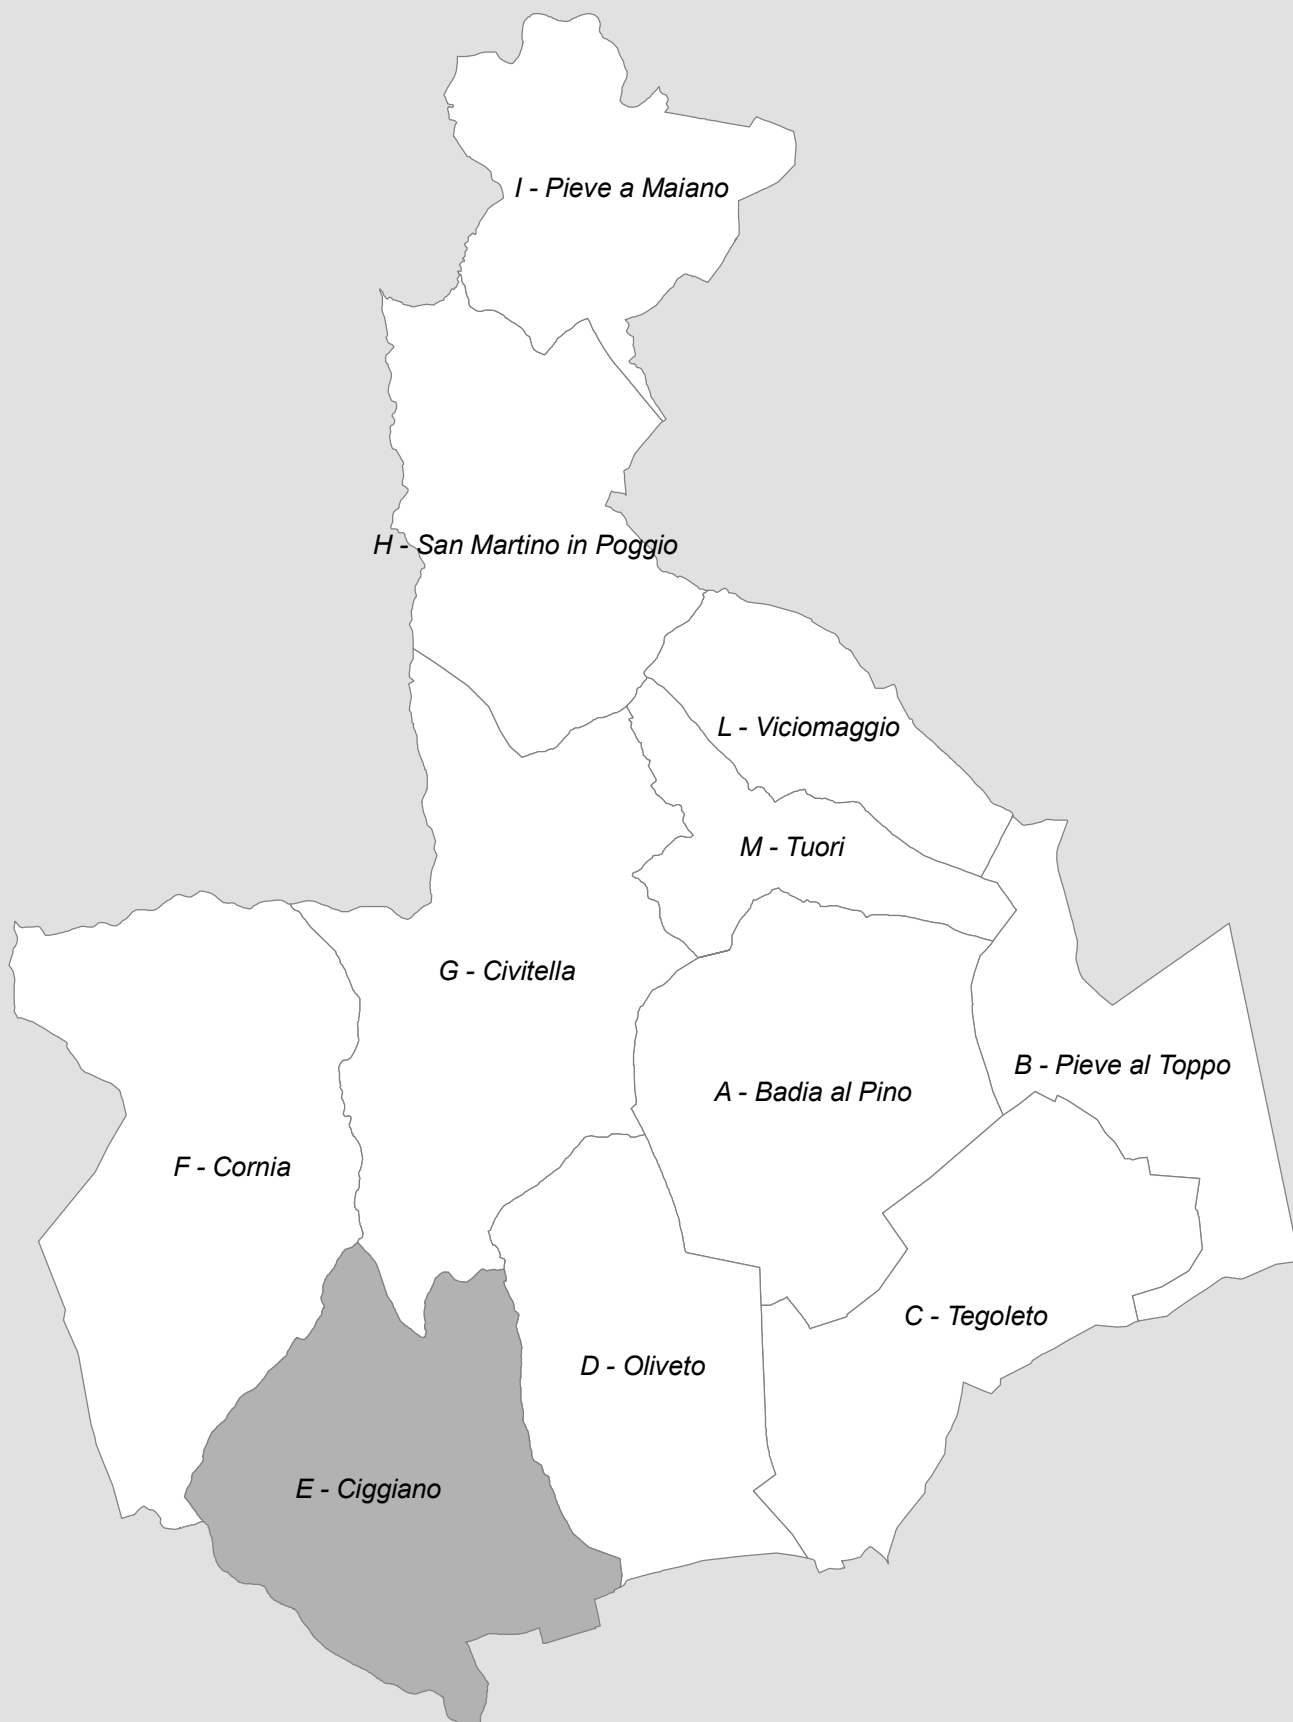 I - Pieve a Maiano
H - San Martino in Poggio
L - Viciomaggio
M - Tuori
G - Civitella
B - Pieve al Toppo
A - Badia al Pino
F - Cornia
C - Tegoleto
D - Oliveto
E - Ciggiano